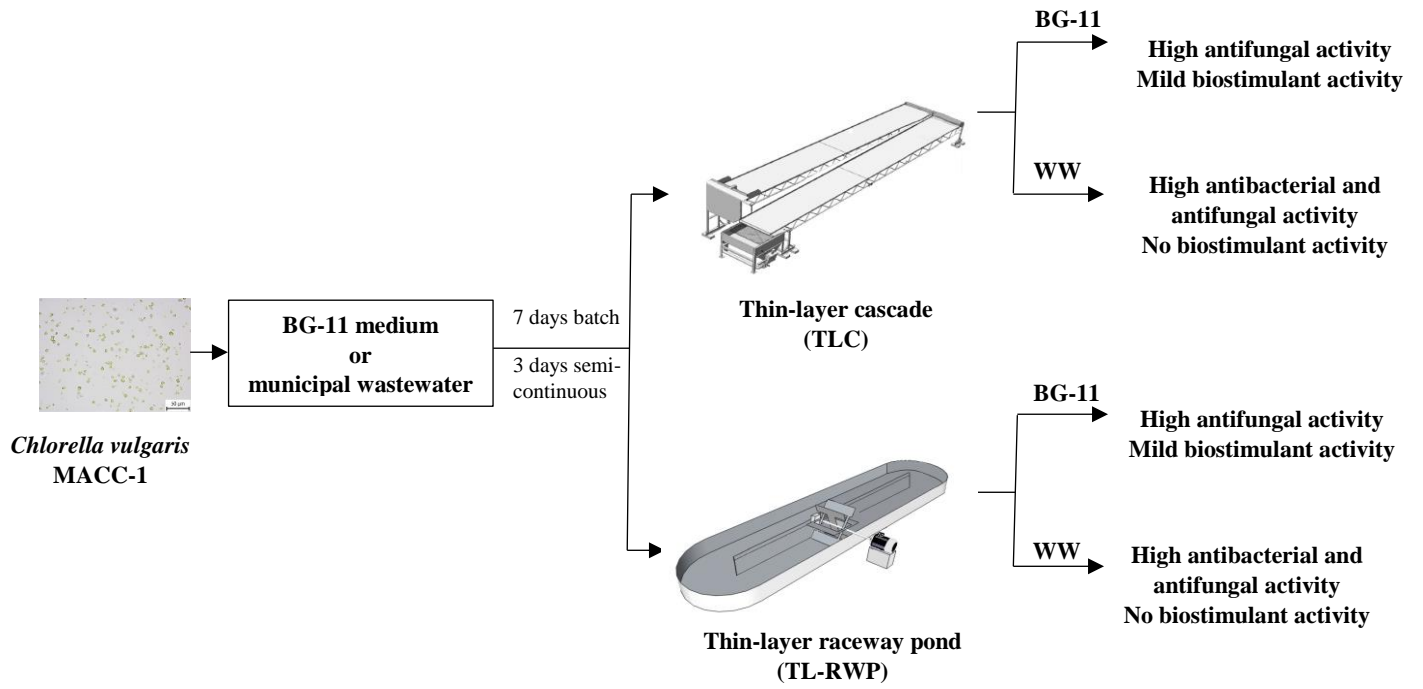 Chlorella vulgaris
MACC-1
50 µm
BG-11 medium
or
municipal wastewater
7 days batch
3 days semi-
continuous
Thin-layer cascade
(TLC)
BG-11
High antifungal activity
Mild biostimulant activity
WW
High antibacterial and
antifungal activity
No biostimulant activity
Thin-layer raceway pond
(TL-RWP)
BG-11
High antifungal activity
Mild biostimulant activity
WW
High antibacterial and
antifungal activity
No biostimulant activity